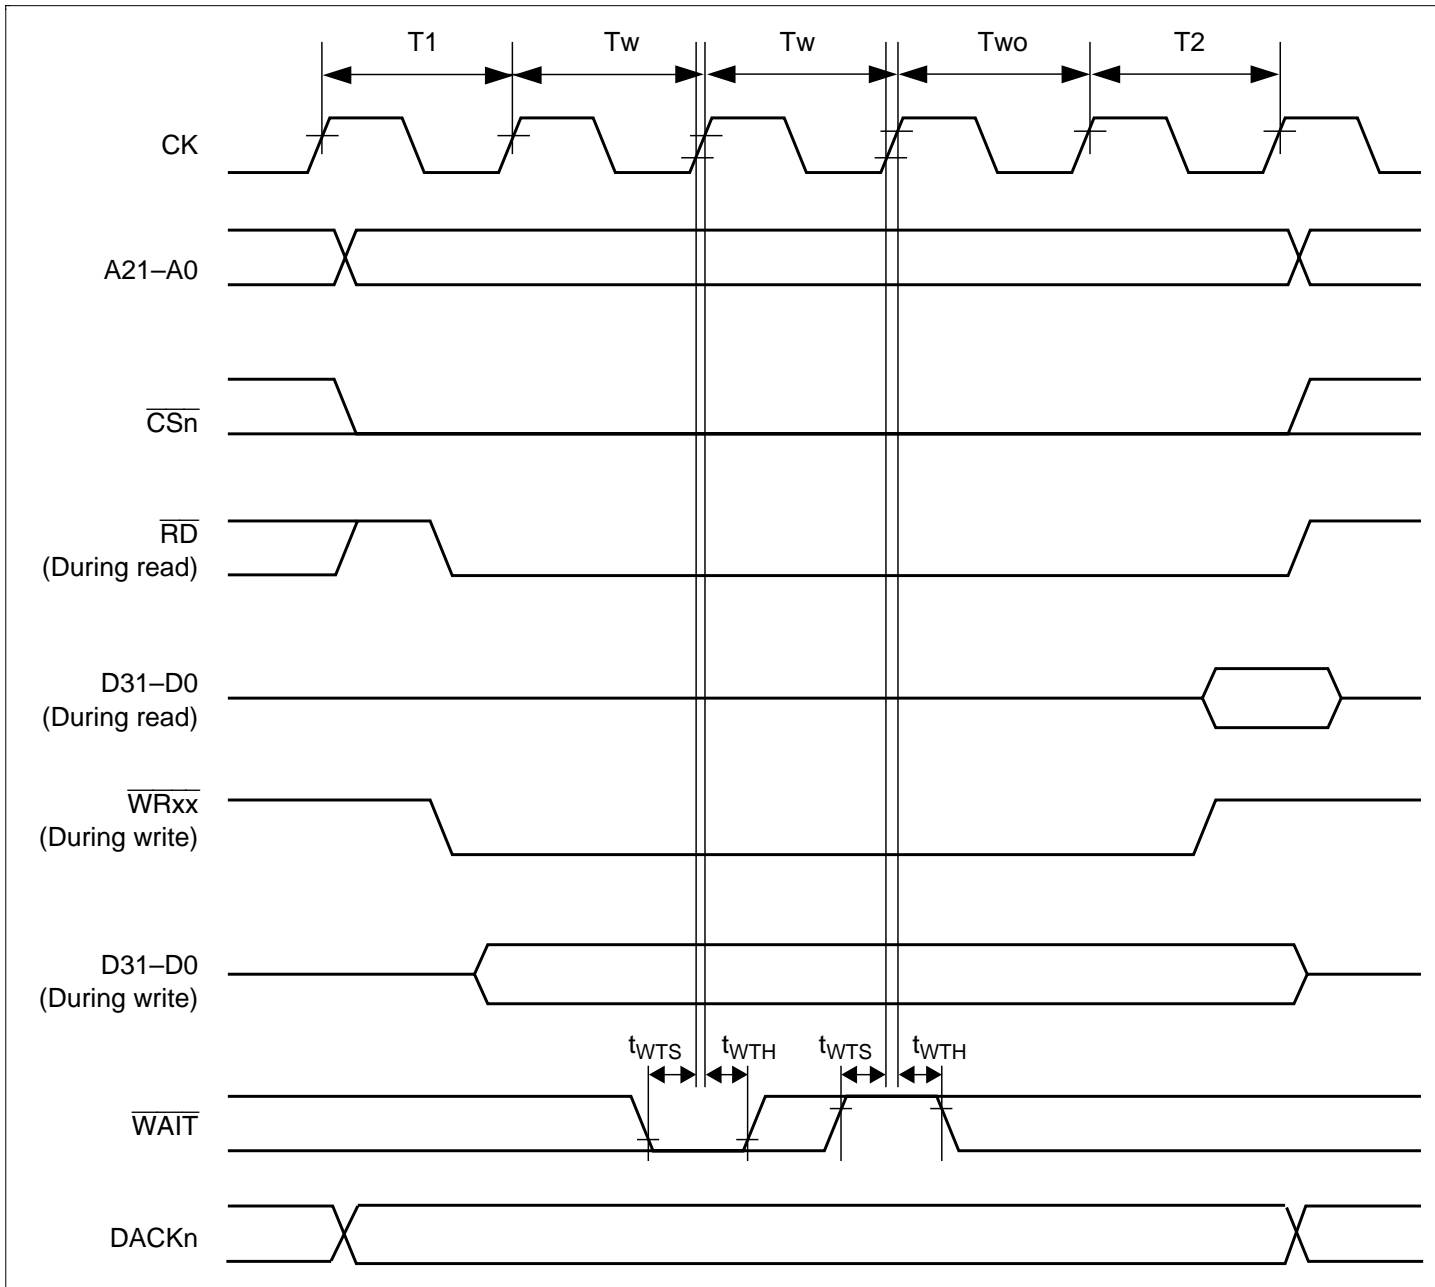 T1 Tw Tw Two T2
CK
A21–A0
CSn
RD
(During read)
D31–D0
(During read)
WRxx
(During write)
D31–D0
(During write)
tWTS tWTH tWTS tWTH
WAIT
DACKn